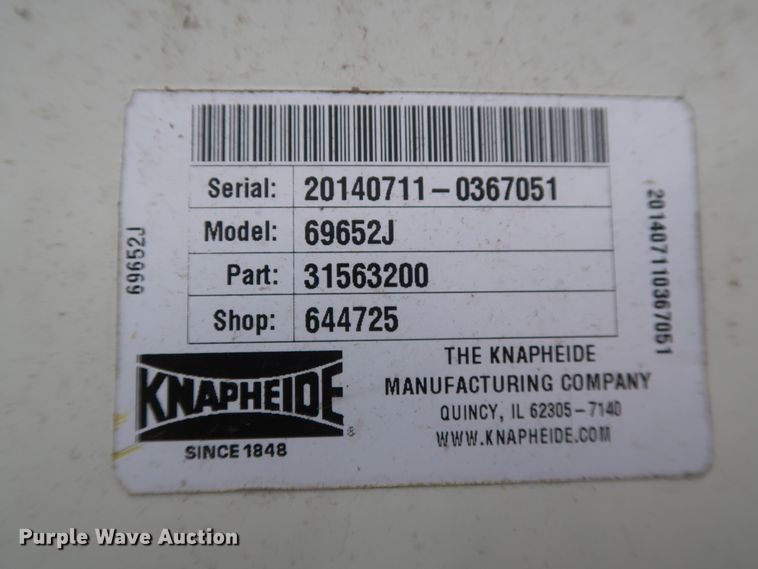 Serial: 20140711-0367051
Model: 69652J
Part: 31563200
Shop: 644725
69652J
201407110367051
KNAPHEIDE
®
SINCE 1848
THE KNAPHEIDE
MANUFACTURING COMPANY
QUINCY, IL 62305-7140
WWW.KNAPHEIDE.COM
Purple Wave Auction